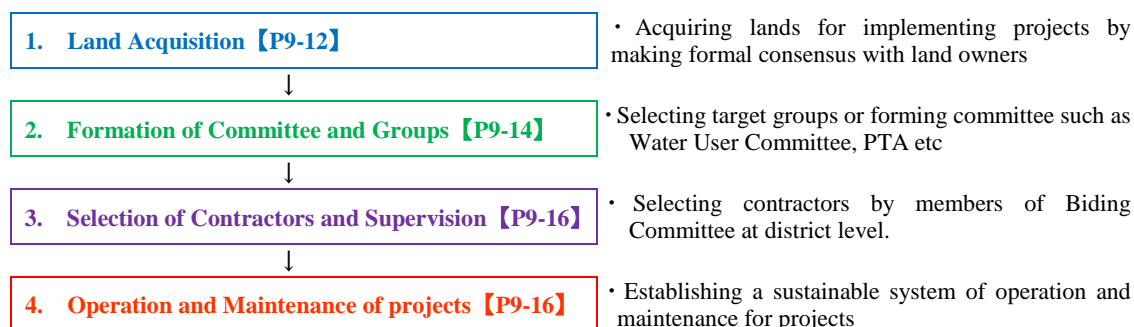 1. Land Acquisition【P9-12】
・ Acquiring lands for implementing projects by
making formal consensus with land owners
↓
2. Formation of Committee and Groups【P9-14】
・Selecting target groups or forming committee such as
Water User Committee, PTA etc
↓
3. Selection of Contractors and Supervision【P9-16】
・ Selecting contractors by members of Biding
Committee at district level.
↓
4. Operation and Maintenance of projects【P9-16】
・Establishing a sustainable system of operation and
maintenance for projects